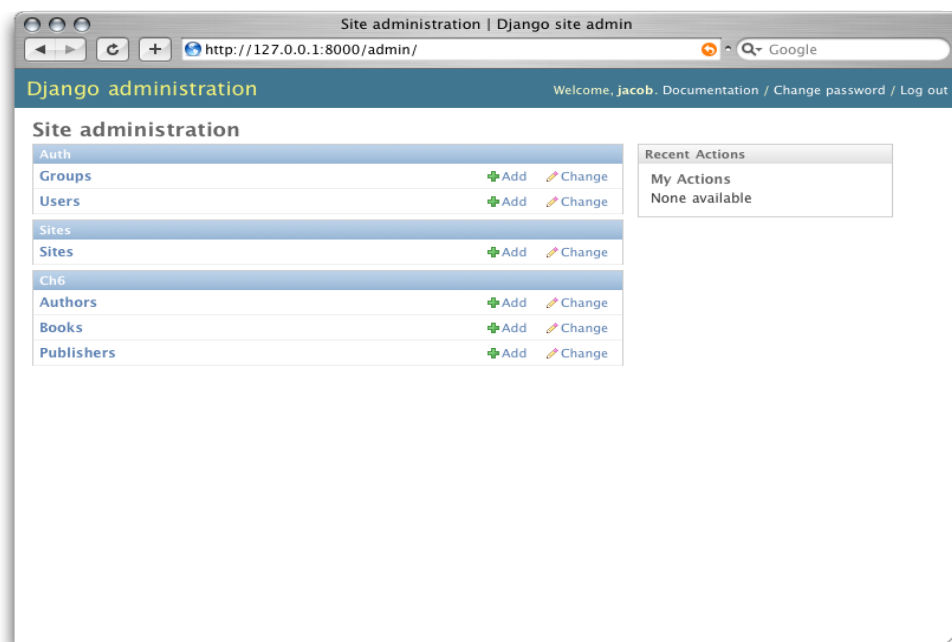 Site administration | Django site admin
http://127.0.0.1:8000/admin/ Google
Django administration Welcome, jacob. Documentation / Change password / Log out
Site administration
Auth
Groups Add Change
Users Add Change
Sites
Sites Add Change
Ch6
Authors Add Change
Books Add Change
Publishers Add Change
Recent Actions
My Actions
None available